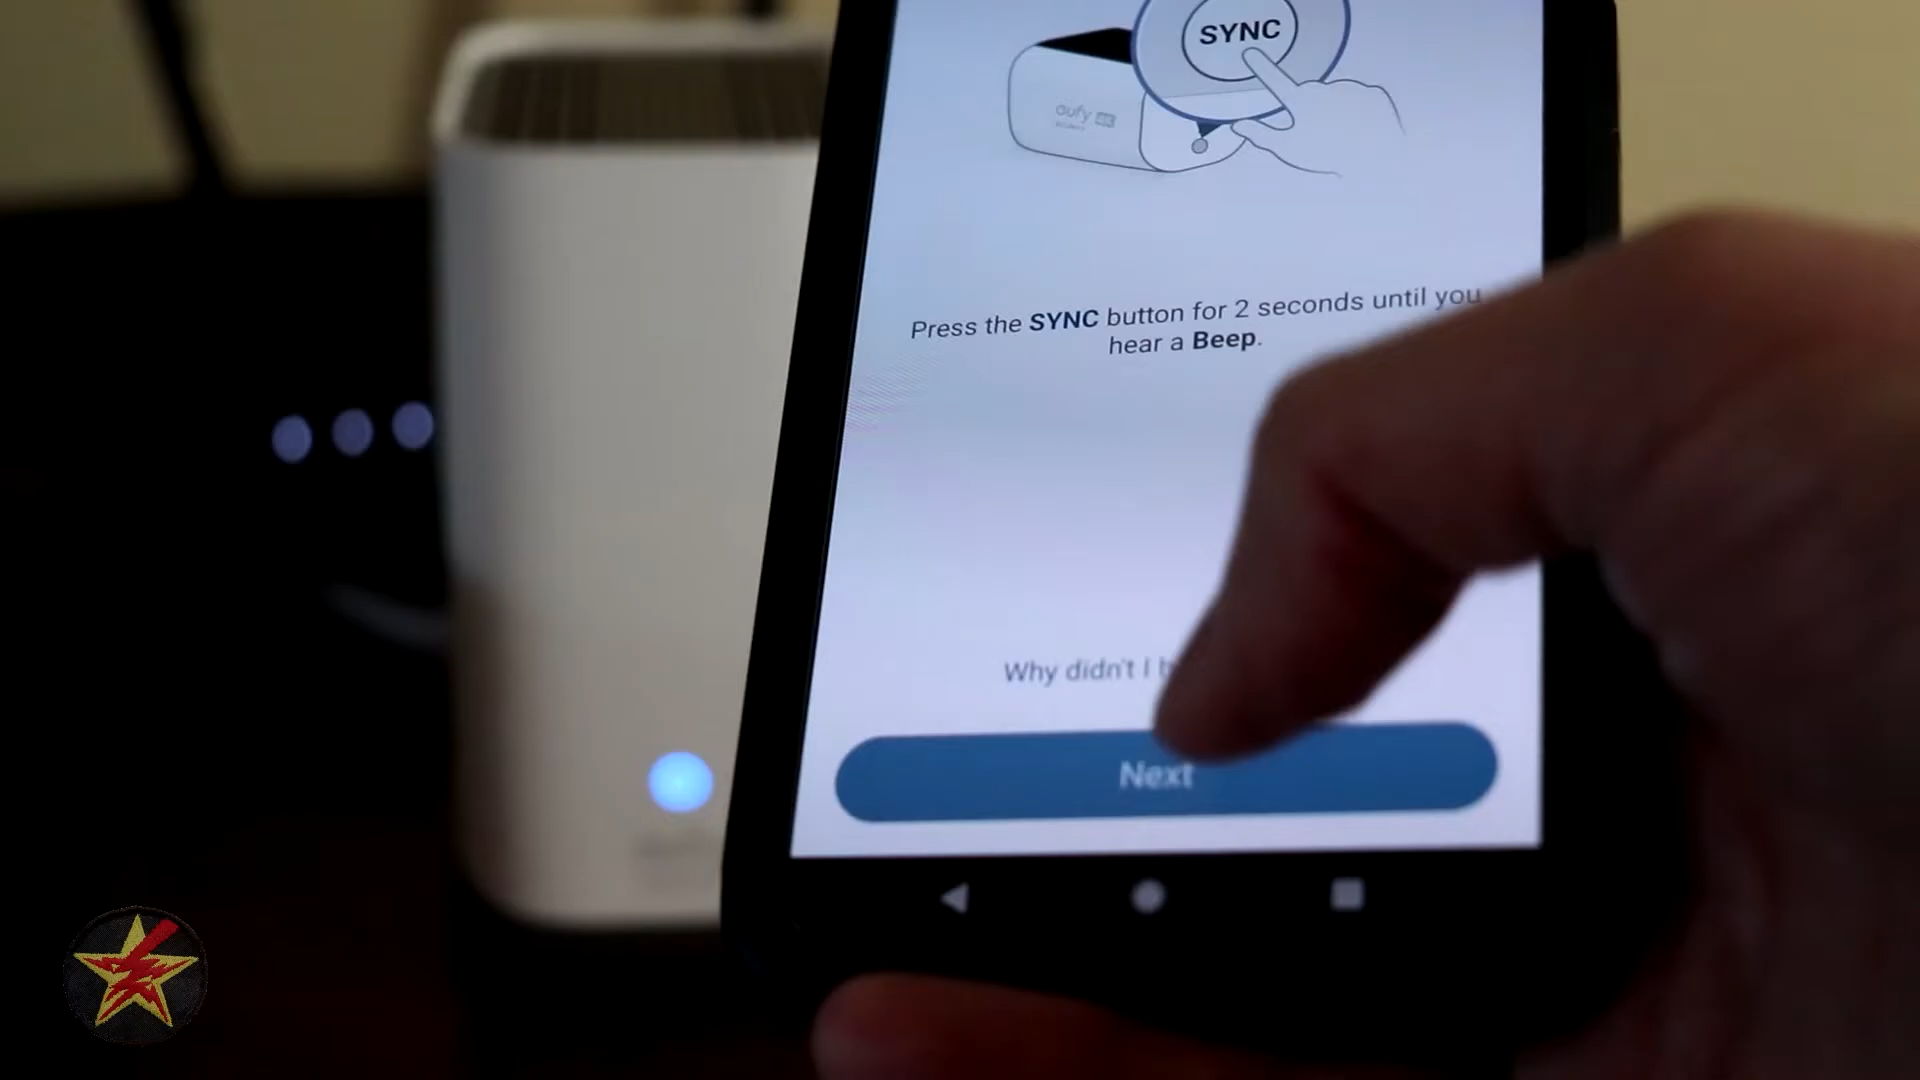 SYNC
eufy
Press the SYNC button for 2 seconds until you
hear a Beep.
Why didn't I
Next